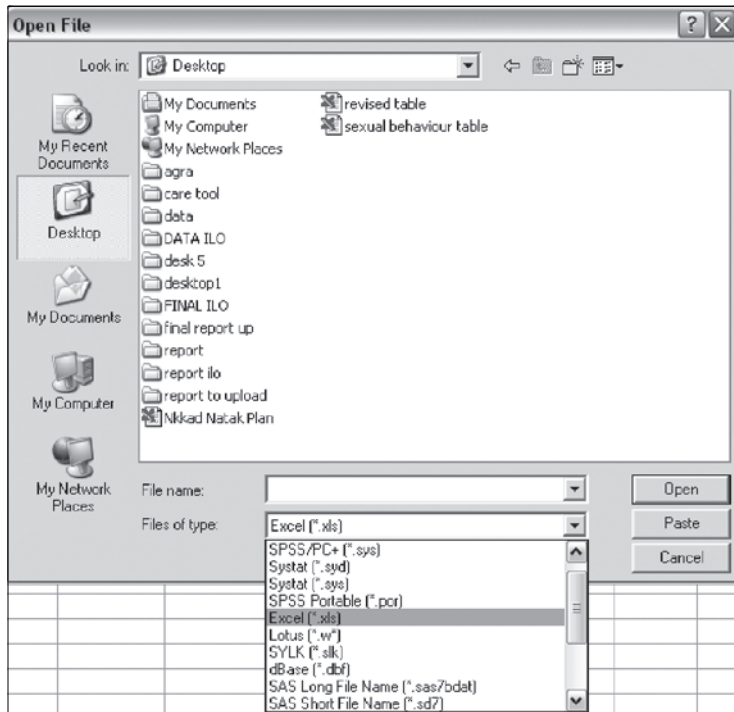 Open File
Look in: Desktop
My Recent
Documents
Desktop
My Documents
My Computer
My Network
Places
My Documents
My Computer
My Network Places
agra
care tool
data
DATA ILO
desk 5
desktop1
FINAL ILO
final report up
report
report ilo
report to upload
Nkkad Natak Plan
revised table
sexual behaviour table
File name:
Open
Files of type: Excel (*.xls)
Paste
Cancel
SPSS/PC+ (*.sys)
Systat (*.syd)
Systat (*.sys)
SPSS Portable (*.por)
Excel (*.xls)
Lotus (*.w*)
SYLK (*.slk)
dBase (*.dbf)
SAS Long File Name (*.sas7bdat)
SAS Short File Name (*.sd7)